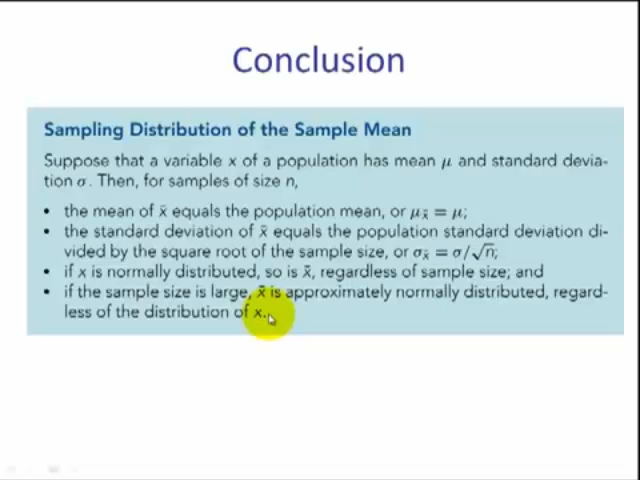 Conclusion
Sampling Distribution of the Sample Mean
Suppose that a variable x of a population has mean μ and standard devia-
tion σ. Then, for samples of size n,
• the mean of x̄ equals the population mean, or μx̄ = μ;
• the standard deviation of x̄ equals the population standard deviation di-
vided by the square root of the sample size, or σx̄ = σ/√n;
• if x is normally distributed, so is x̄, regardless of sample size; and
• if the sample size is large, x̄ is approximately normally distributed, regard-
less of the distribution of x.